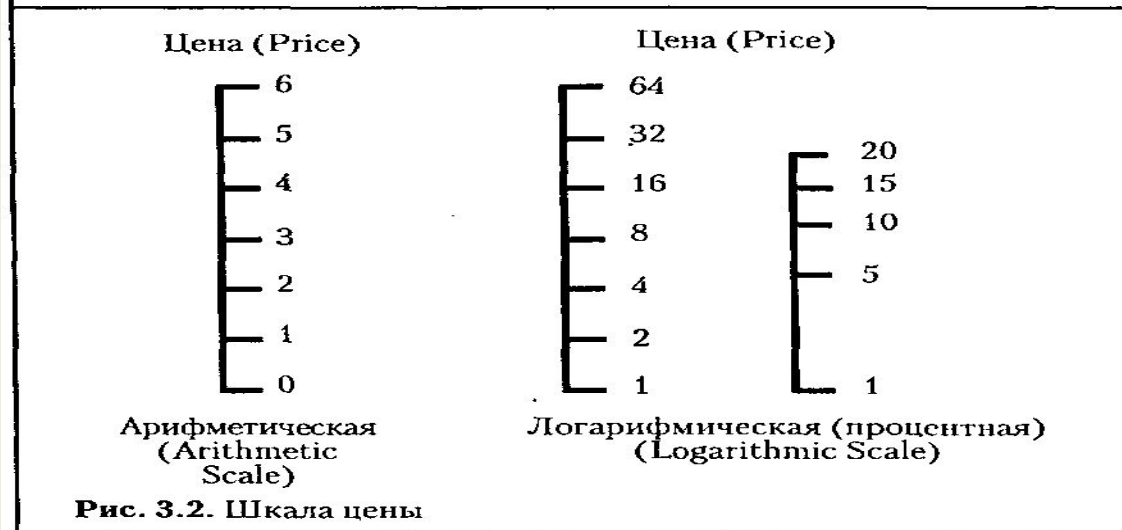 Цена (Price)
6
5
4
3
2
1
0
Арифметическая
(Arithmetic
Scale)
Цена (Price)
64
32
16
8
4
2
1
20
15
10
5
1
Логарифмическая (процентная)
(Logarithmic Scale)
Рис. 3.2. Шкала цены